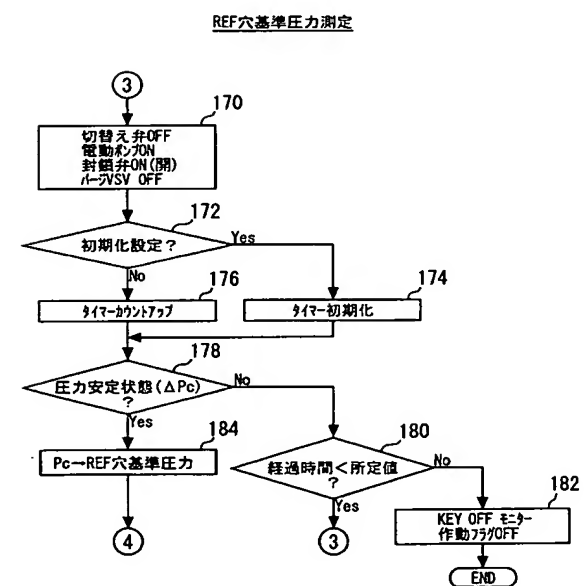 REF穴基準圧力測定
3
170
切替え弁OFF
電動ポンプON
封鎖弁ON(開)
パージVSV OFF
172
初期化設定?
Yes
No
176
タイマーカウントアップ
174
タイマー初期化
178
圧力安定状態(ΔPc)
?
No
Yes
184
Pc→REF穴基準圧力
180
経過時間<所定値
?
No
Yes
182
KEY OFF モニター
作動フラグOFF
4
3
END